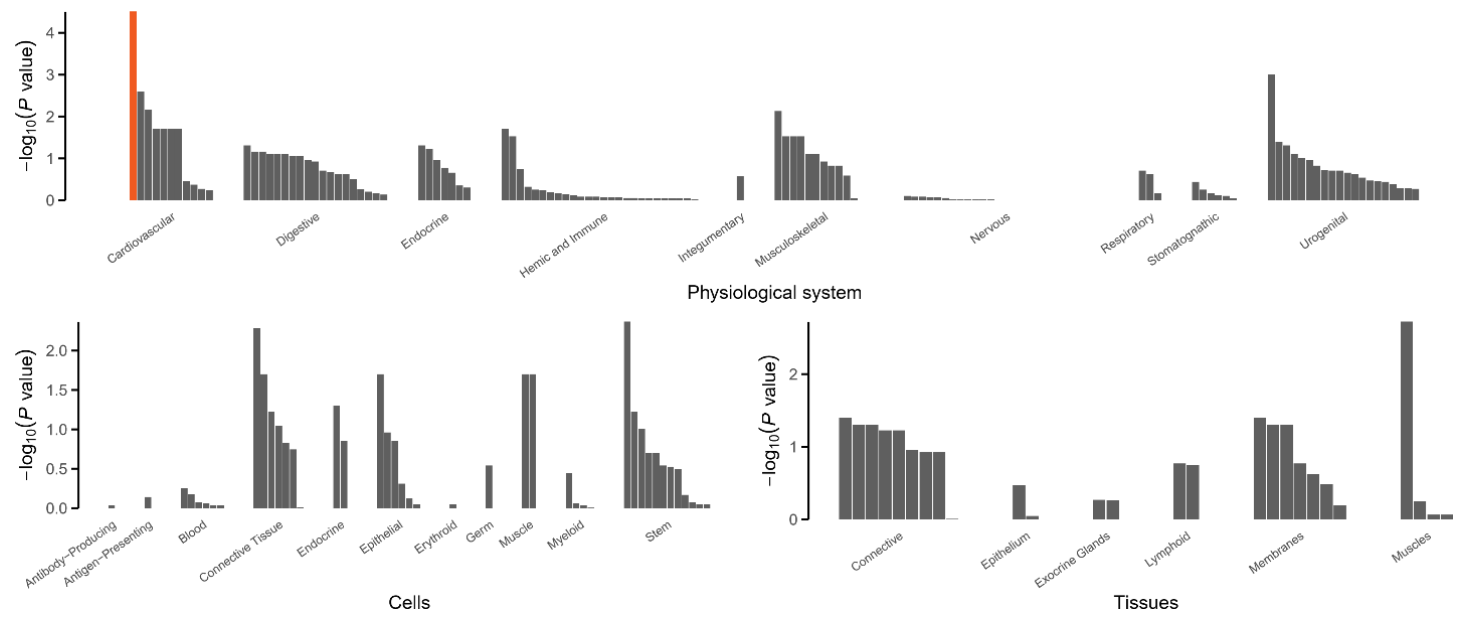 −log10(P value)
4
3
2
1
0
Cardiovascular
Digestive
Endocrine
Hemic and Immune
Integumentary
Musculoskeletal
Nervous
Respiratory
Stomatognathic
Urogenital
Physiological system
−log10(P value)
2.0
1.5
1.0
0.5
0.0
Antibody−Producing
Antigen−Presenting
Blood
Connective Tissue
Endocrine
Epithelial
Erythroid
Germ
Muscle
Myeloid
Stem
Cells
−log10(P value)
2
1
0
Connective
Epithelium
Exocrine Glands
Lymphoid
Membranes
Muscles
Tissues